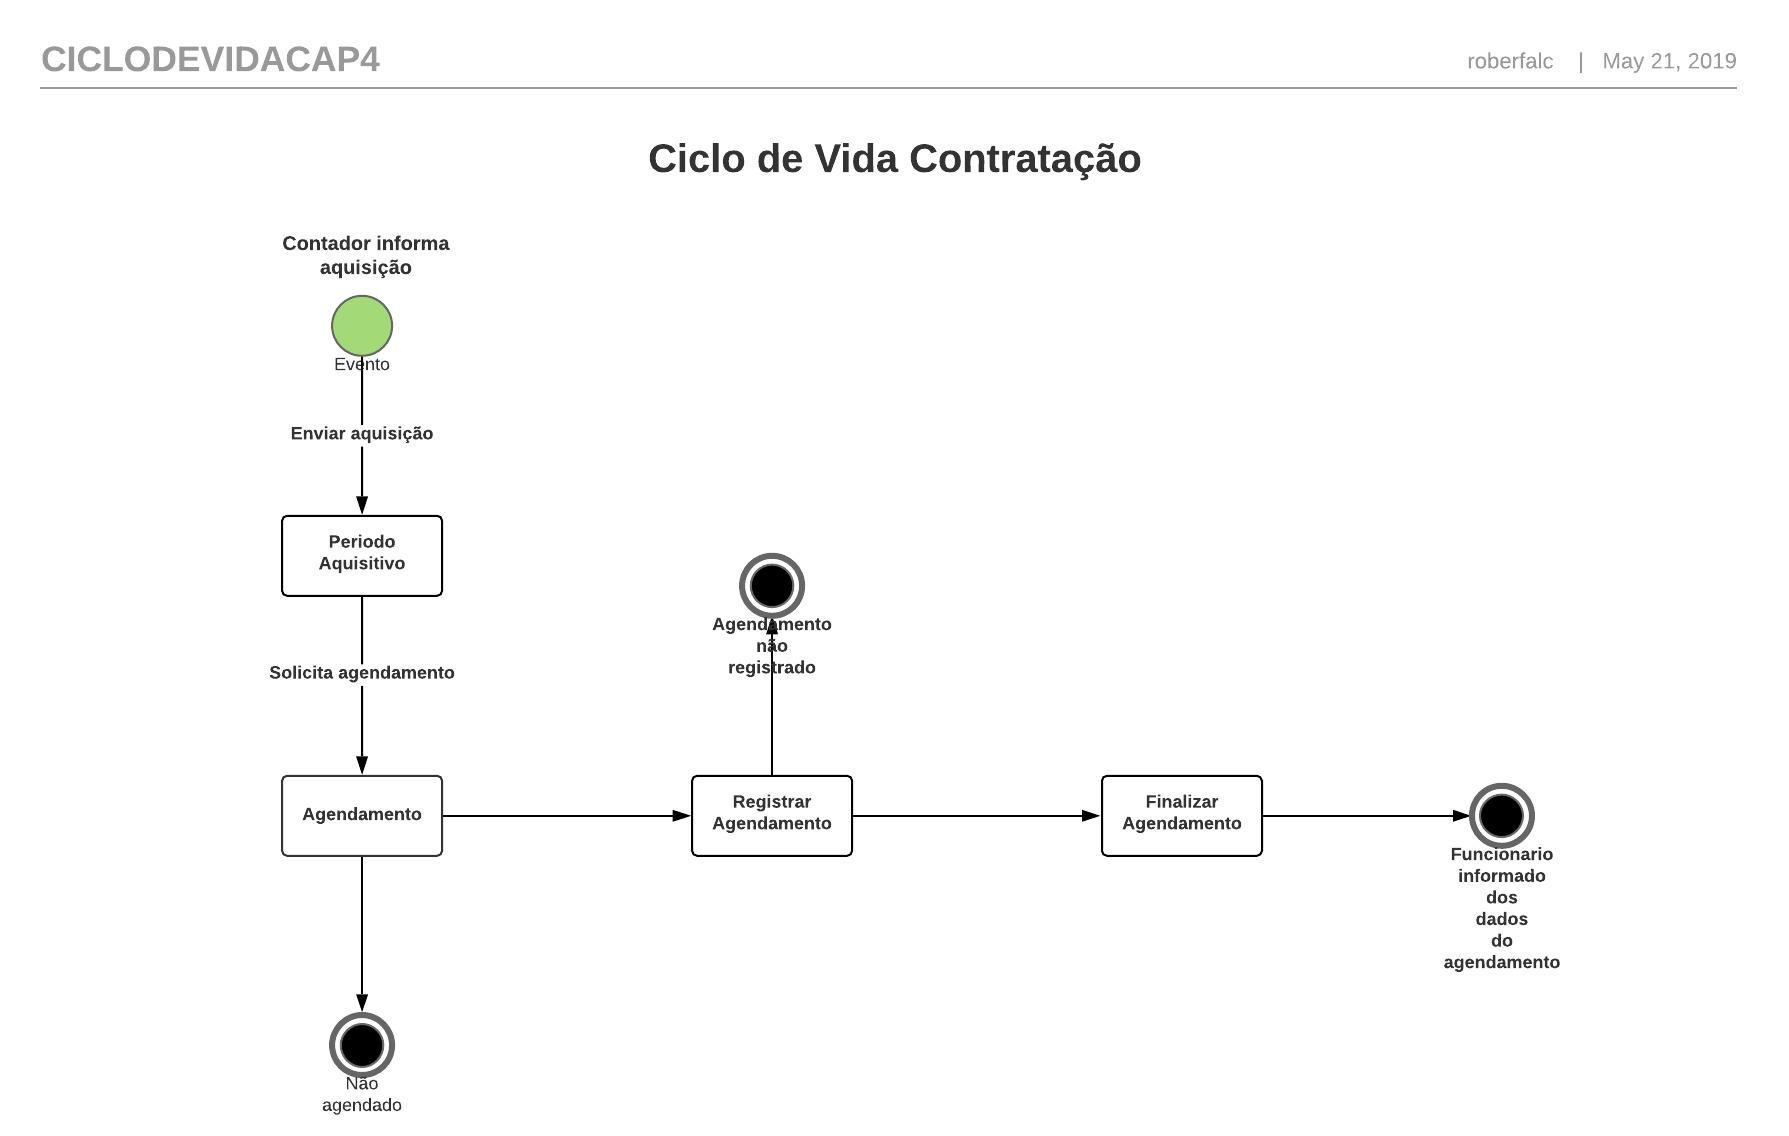 CICLODEVIDACAP4
roberfalc | May 21, 2019
Ciclo de Vida Contratação
Contador informa
aquisição
Evento
Enviar aquisição
Periodo
Aquisitivo
Solicita agendamento
Agendamento
não
registrado
Agendamento
Registrar
Agendamento
Finalizar
Agendamento
Funcionario
informado
dos
dados
do
agendamento
Não
agendado